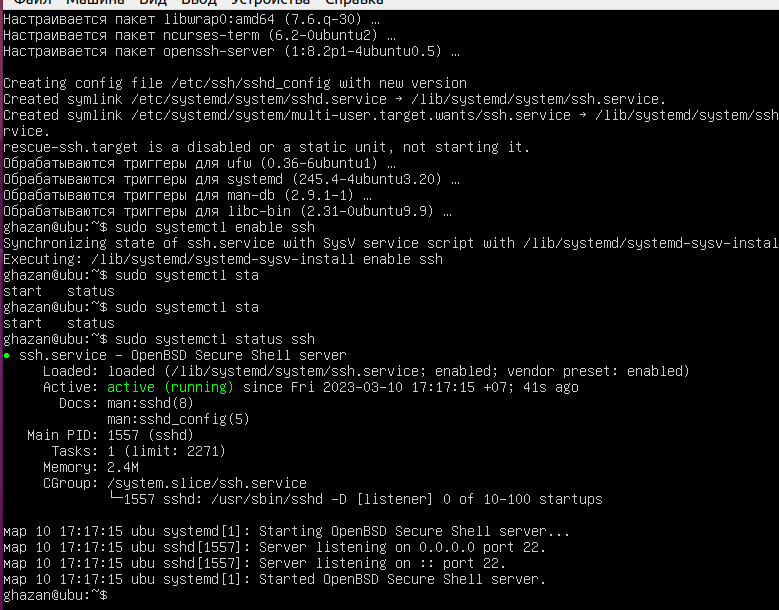 Файл Машина Вид Ввод Устройства Справка
Настраивается пакет libwrap0:amd64 (7.6.q-30) …
Настраивается пакет ncurses-term (6.2-0ubuntu2) …
Настраивается пакет openssh-server (1:8.2p1-4ubuntu0.5) …
Creating config file /etc/ssh/sshd_config with new version
Created symlink /etc/systemd/system/sshd.service → /lib/systemd/system/ssh.service.
Created symlink /etc/systemd/system/multi-user.target.wants/ssh.service → /lib/systemd/system/ssh
rvice.
rescue-ssh.target is a disabled or a static unit, not starting it.
Обрабатываются триггеры для ufw (0.36-6ubuntu1) …
Обрабатываются триггеры для systemd (245.4-4ubuntu3.20) …
Обрабатываются триггеры для man-db (2.9.1-1) …
Обрабатываются триггеры для libc-bin (2.31-0ubuntu9.9) …
ghazan@ubu:~$ sudo systemctl enable ssh
Synchronizing state of ssh.service with SysV service script with /lib/systemd/systemd-sysv-instal
Executing: /lib/systemd/systemd-sysv-install enable ssh
ghazan@ubu:~$ sudo systemctl sta
start   status
ghazan@ubu:~$ sudo systemctl sta
start   status
ghazan@ubu:~$ sudo systemctl status ssh
● ssh.service - OpenBSD Secure Shell server
     Loaded: loaded (/lib/systemd/system/ssh.service; enabled; vendor preset: enabled)
     Active: active (running) since Fri 2023-03-10 17:17:15 +07; 41s ago
       Docs: man:sshd(8)
             man:sshd_config(5)
   Main PID: 1557 (sshd)
      Tasks: 1 (limit: 2271)
     Memory: 2.4M
     CGroup: /system.slice/ssh.service
             └─1557 sshd: /usr/sbin/sshd -D [listener] 0 of 10-100 startups
мар 10 17:17:15 ubu systemd[1]: Starting OpenBSD Secure Shell server...
мар 10 17:17:15 ubu sshd[1557]: Server listening on 0.0.0.0 port 22.
мар 10 17:17:15 ubu sshd[1557]: Server listening on :: port 22.
мар 10 17:17:15 ubu systemd[1]: Started OpenBSD Secure Shell server.
ghazan@ubu:~$